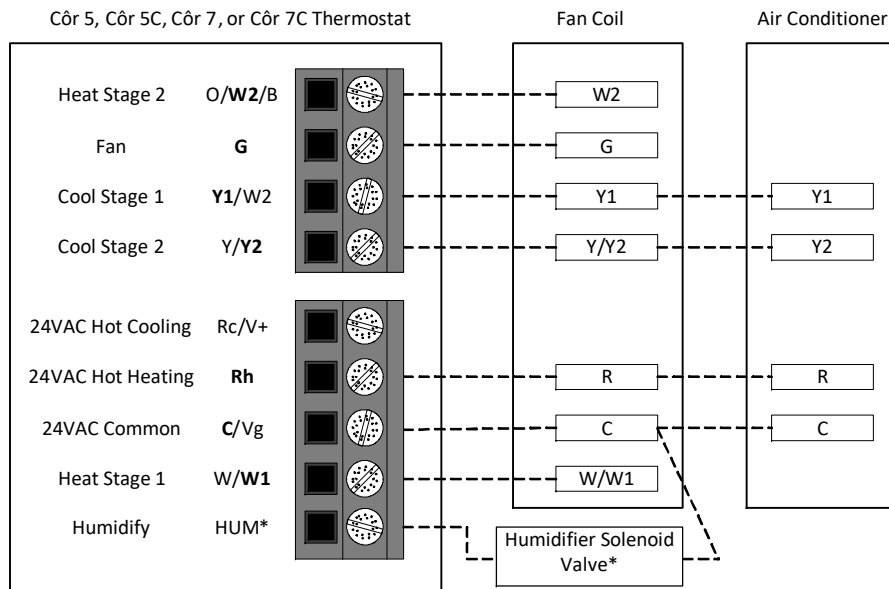 Côr 5, Côr 5C, Côr 7, or Côr 7C Thermostat Fan Coil Air Conditioner
Heat Stage 2 O/W2/B W2
Fan G G
Cool Stage 1 Y1/W2 Y1 Y1
Cool Stage 2 Y/Y2 Y/Y2 Y2
24VAC Hot Cooling Rc/V+
24VAC Hot Heating Rh R R
24VAC Common C/Vg C C
Heat Stage 1 W/W1 W/W1
Humidify HUM*
Humidifier Solenoid
Valve*